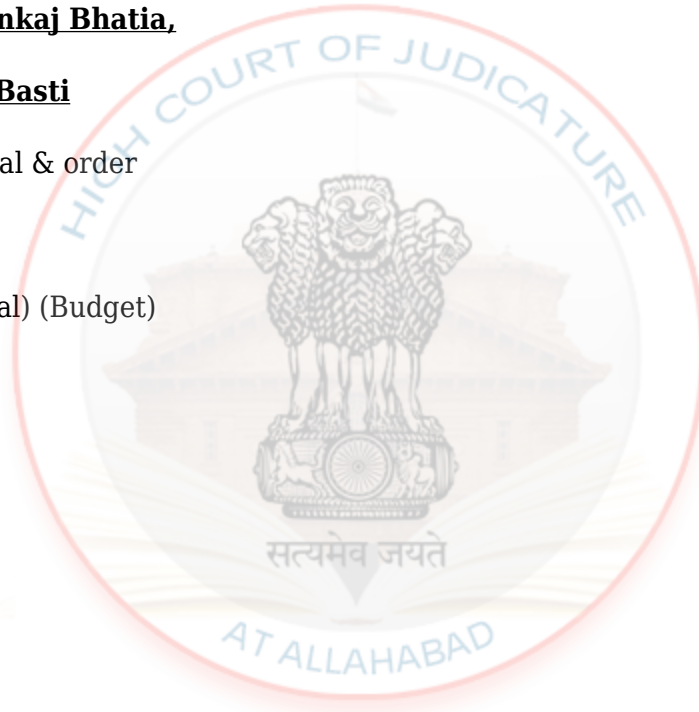 nkaj Bhatia,
Basti
al & order
al) (Budget)
HIGH COURT OF JUDICATURE
सत्यमेव जयते
AT ALLAHABAD